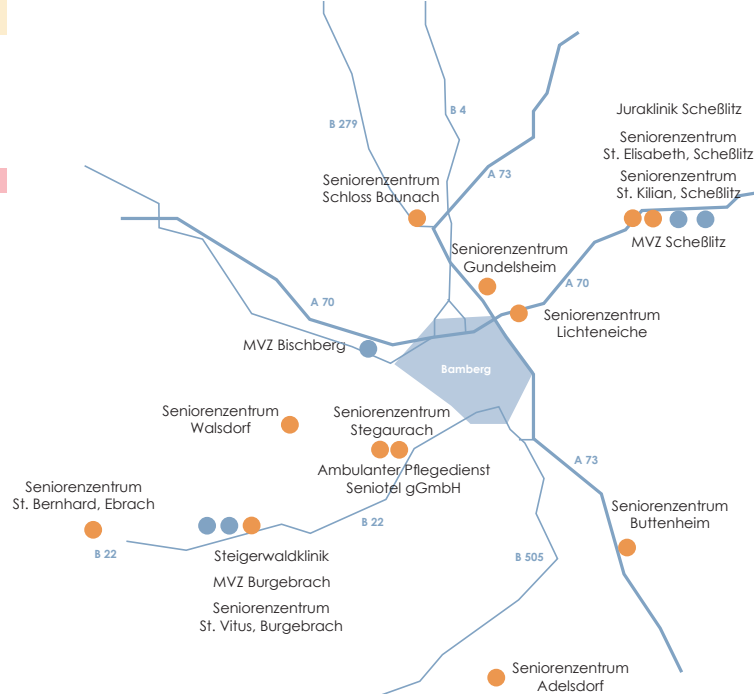 B 279
B 4
Juraklinik Scheßlitz
Seniorenzentrum
St. Elisabeth, Scheßlitz
Seniorenzentrum
St. Kilian, Scheßlitz
MVZ Scheßlitz
A 73
Seniorenzentrum
Schloss Baunach
Seniorenzentrum
Gundelsheim
A 70
A 70
Seniorenzentrum
Lichteneiche
MVZ Bischberg
Bamberg
Seniorenzentrum
Walsdorf
Seniorenzentrum
Stegaurach
Ambulanter Pflegedienst
Seniotel gGmbH
A 73
Seniorenzentrum
St. Bernhard, Ebrach
B 22
B 22
Seniorenzentrum
Buttenheim
Steigerwaldklinik
MVZ Burgebrach
Seniorenzentrum
St. Vitus, Burgebrach
B 505
Seniorenzentrum
Adelsdorf